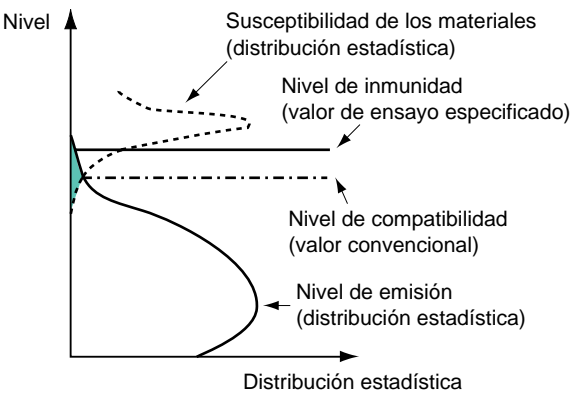 Nivel
Susceptibilidad de los materiales
(distribución estadística)
Nivel de inmunidad
(valor de ensayo especificado)
Nivel de compatibilidad
(valor convencional)
Nivel de emisión
(distribución estadística)
Distribución estadística